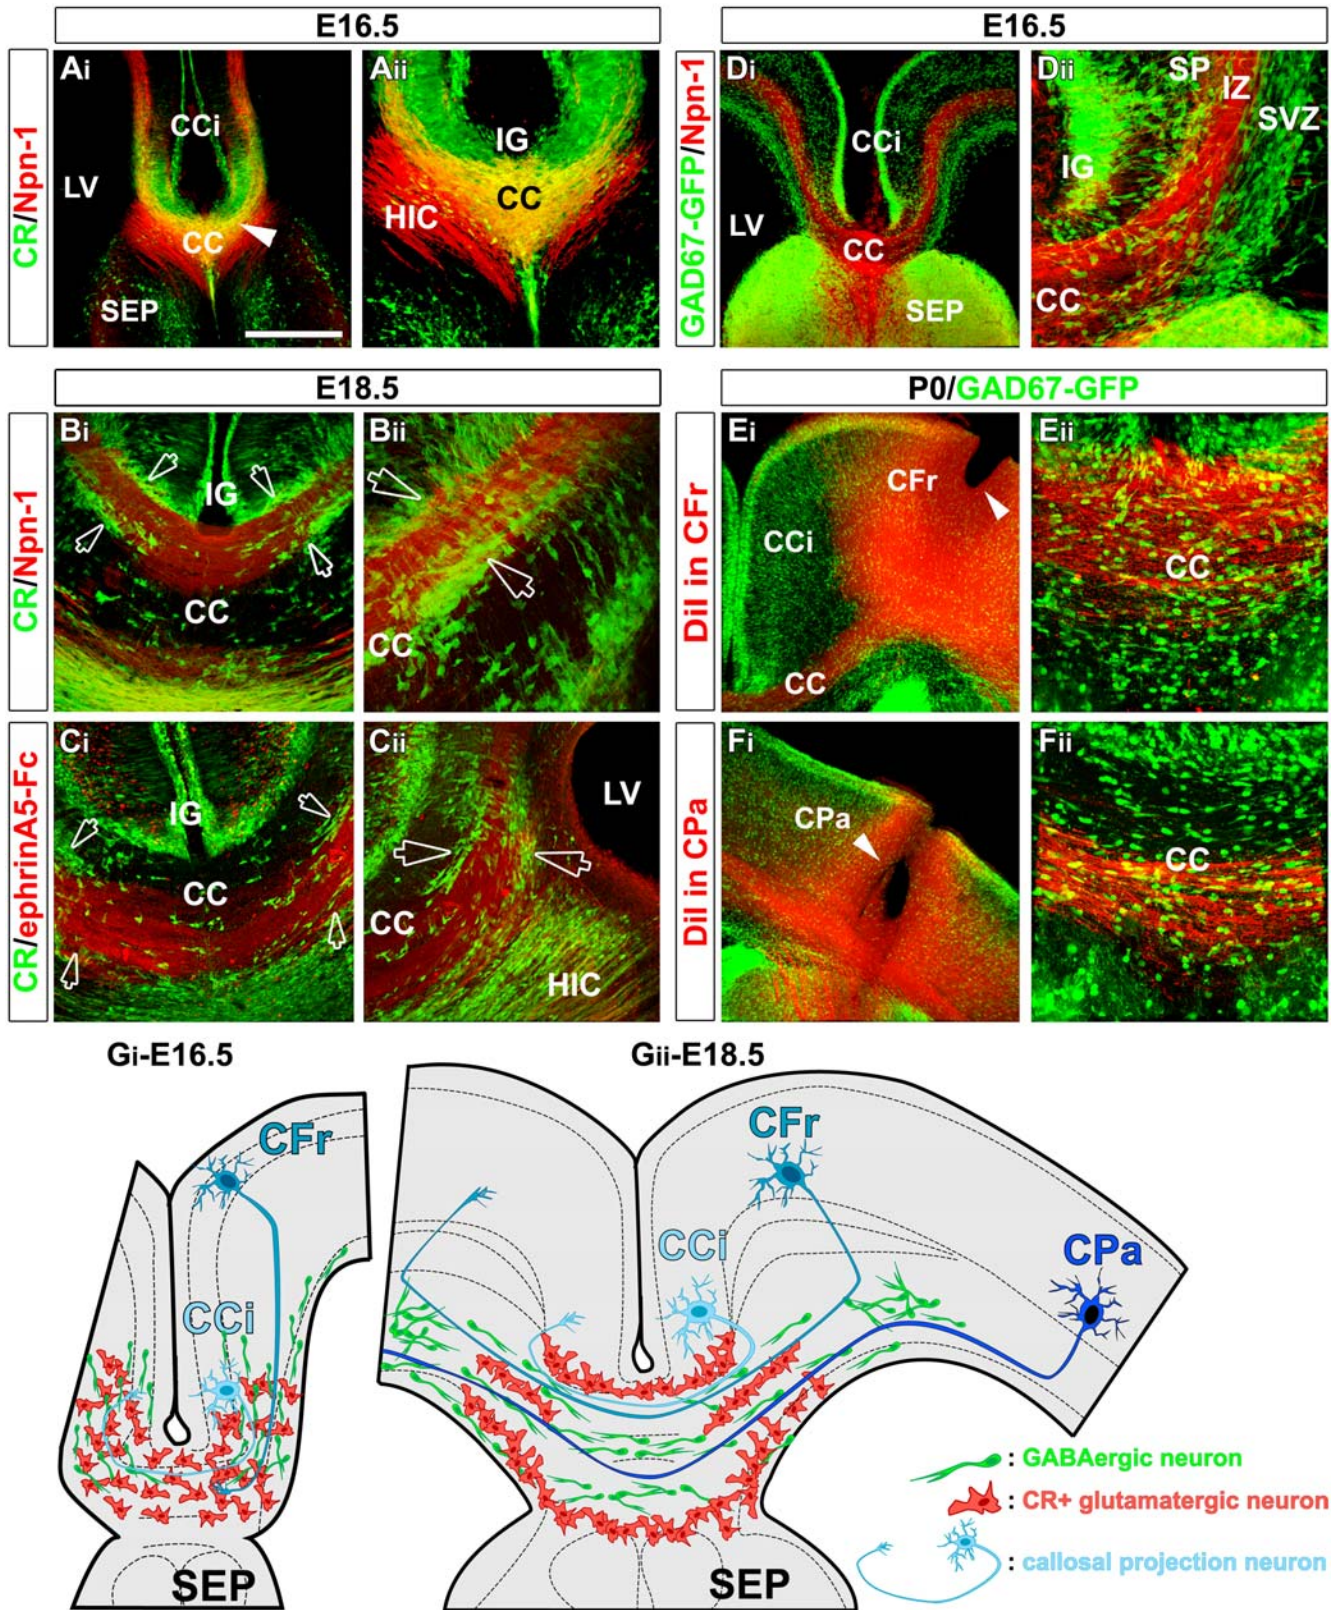 E16.5
E16.5
CR/Npn-1
Ai
CCi
LV
CC
SEP
Aii
IG
CC
HIC
GAD67-GFP/Npn-1
Di
CCi
LV
CC
SEP
Dii
SP
IZ
SVZ
IG
CC
E18.5
P0/GAD67-GFP
CR/Npn-1
Bi
IG
CC
Bii
CC
DiI in CFr
Ei
CFr
CCi
CC
Eii
CC
CR/ephrinA5-Fc
Ci
IG
CC
Cii
LV
CC
HIC
DiI in CPa
Fi
CPa
Fii
CC
Gi-E16.5
Gii-E18.5
CFr
CCi
SEP
CFr
CCi
CPa
SEP
: GABAergic neuron
: CR+ glutamatergic neuron
: callosal projection neuron